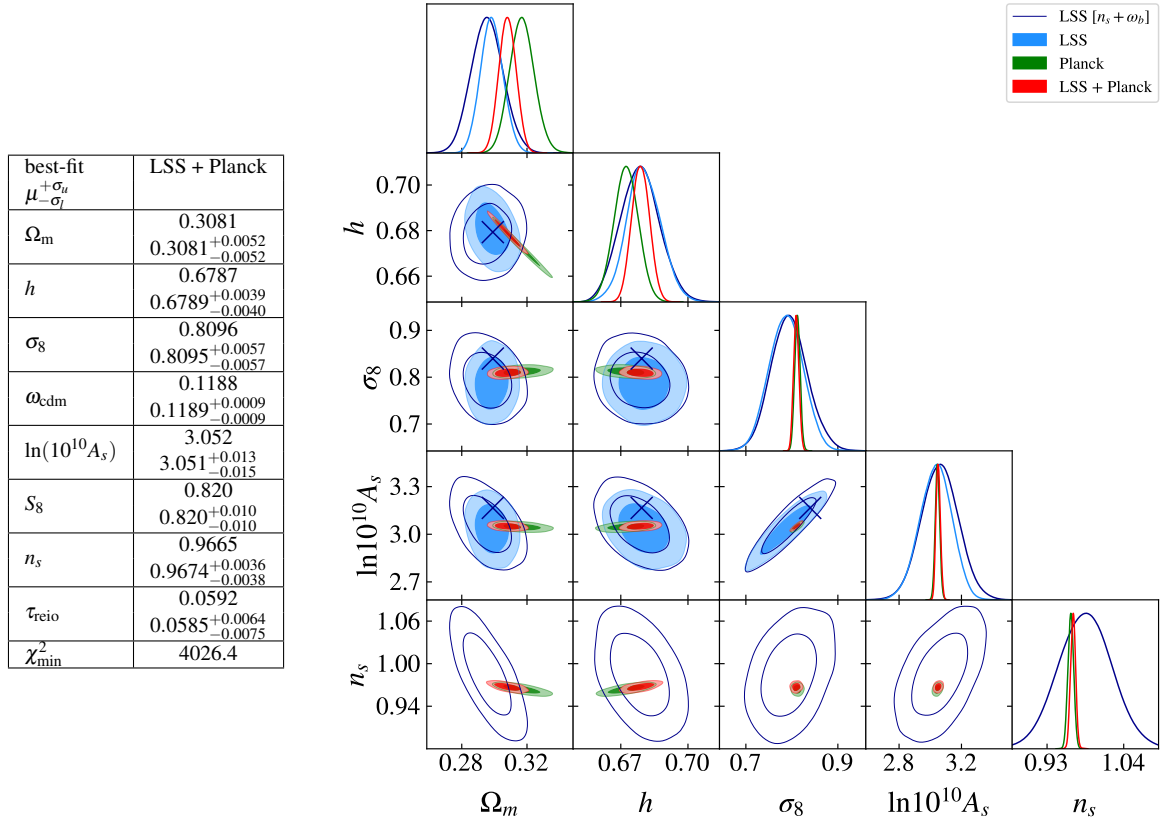 best-fit LSS + Planck
μ^{+σ_u}_{−σ_l}
Ω_m 0.3081
0.3081^{+0.0052}_{−0.0052}
h 0.6787
0.6789^{+0.0039}_{−0.0040}
σ_8 0.8096
0.8095^{+0.0057}_{−0.0057}
ω_cdm 0.1188
0.1189^{+0.0009}_{−0.0009}
ln(10^{10}A_s) 3.052
3.051^{+0.013}_{−0.015}
S_8 0.820
0.820^{+0.010}_{−0.010}
n_s 0.9665
0.9674^{+0.0036}_{−0.0038}
τ_reio 0.0592
0.0585^{+0.0064}_{−0.0075}
χ^2_min 4026.4
LSS [n_s + ω_b]
LSS
Planck
LSS + Planck
h
0.70
0.68
0.66
σ_8
0.9
0.8
0.7
ln10^{10}A_s
3.3
3.0
2.7
n_s
1.06
1.00
0.94
0.28 0.32 0.67 0.70 0.7 0.9 2.8 3.2 0.93 1.04
Ω_m h σ_8 ln10^{10}A_s n_s